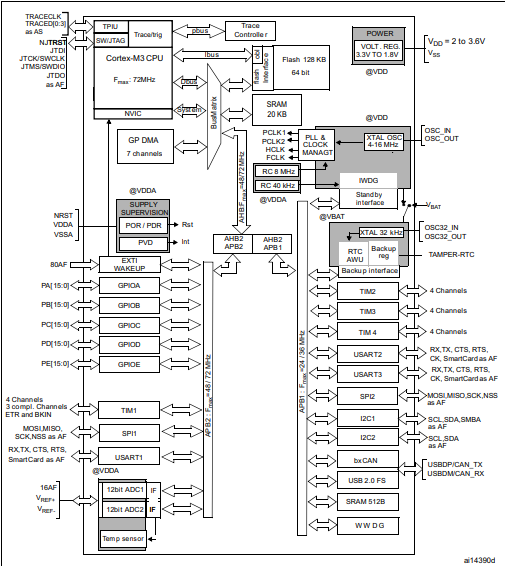 TRACECLK
TRACED[0:3]
as AS
NJTRST
JTDI
JTCK/SWCLK
JTMS/SWDIO
JTDO
as AF
TPIU
SW/JTAG
Trace/trig
Cortex-M3 CPU
Fmax: 72MHz
NVIC
pbus
Trace
Controller
Ibus
Dbus
System
BusMatrix
flash obl
Interface
Flash 128 KB
64 bit
SRAM
20 KB
GP DMA
7 channels
AHB:Fmax=48/72 MHz
POWER
VOLT. REG.
3.3V TO 1.8V
@VDD
VDD = 2 to 3.6V
VSS
@VDD
PCLK1
PCLK2
HCLK
FCLK
PLL &
CLOCK
MANAGT
XTAL OSC
4-16 MHz
OSC_IN
OSC_OUT
RC 8 MHz
RC 40 kHz
@VDDA
IWDG
Standby
interface
VBAT
@VBAT
XTAL 32 kHz
OSC32_IN
OSC32_OUT
RTC
AWU
Backup
reg
TAMPER-RTC
Backup interface
@VDDA
SUPPLY
SUPERVISION
NRST
VDDA
VSSA
POR / PDR
Rst
PVD
Int
AHB2
APB2
AHB2
APB1
80AF
EXTI
WAKEUP
PA[15:0]
GPIOA
PB[15:0]
GPIOB
PC[15:0]
GPIOC
PD[15:0]
GPIOD
PE[15:0]
GPIOE
APB2 : Fmax=48/72 MHz
APB1 : Fmax=24/36 MHz
4 Channels
3 compl. Channels
ETR and BKIN
TIM1
MOSI,MISO,
SCK,NSS as AF
SPI1
RX,TX, CTS, RTS,
SmartCard as AF
USART1
@VDDA
16AF
VREF+
VREF-
12bit ADC1
IF
12bit ADC2
IF
Temp sensor
TIM2
4 Channels
TIM3
4 Channels
TIM 4
4 Channels
USART2
RX,TX, CTS, RTS,
CK, SmartCard as AF
USART3
RX,TX, CTS, RTS,
CK, SmartCard as AF
SPI2
MOSI,MISO,SCK,NSS
as AF
I2C1
SCL,SDA,SMBA
as AF
I2C2
SCL,SDA
as AF
bxCAN
USBDP/CAN_TX
USBDM/CAN_RX
USB 2.0 FS
SRAM 512B
W W D G
ai14390d